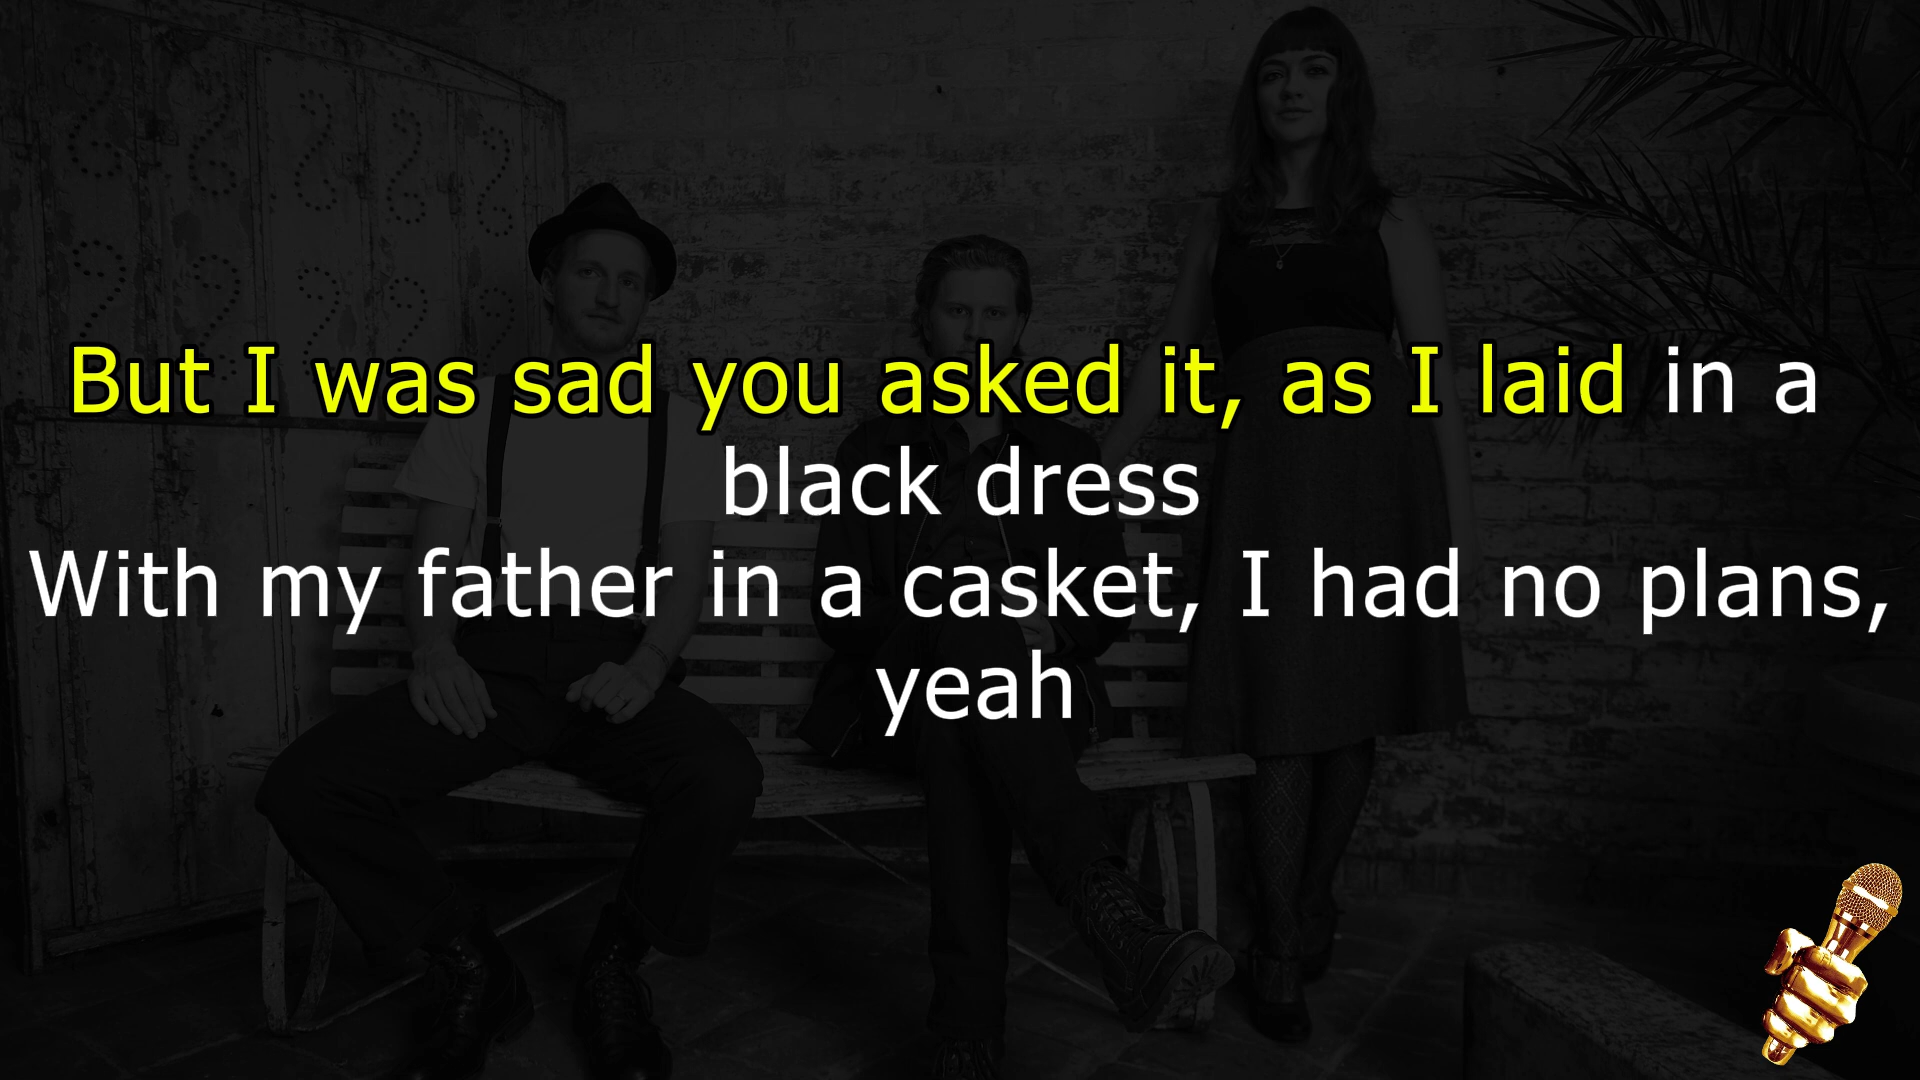 But I was sad you asked it, as I laid in a
black dress
With my father in a casket, I had no plans,
yeah